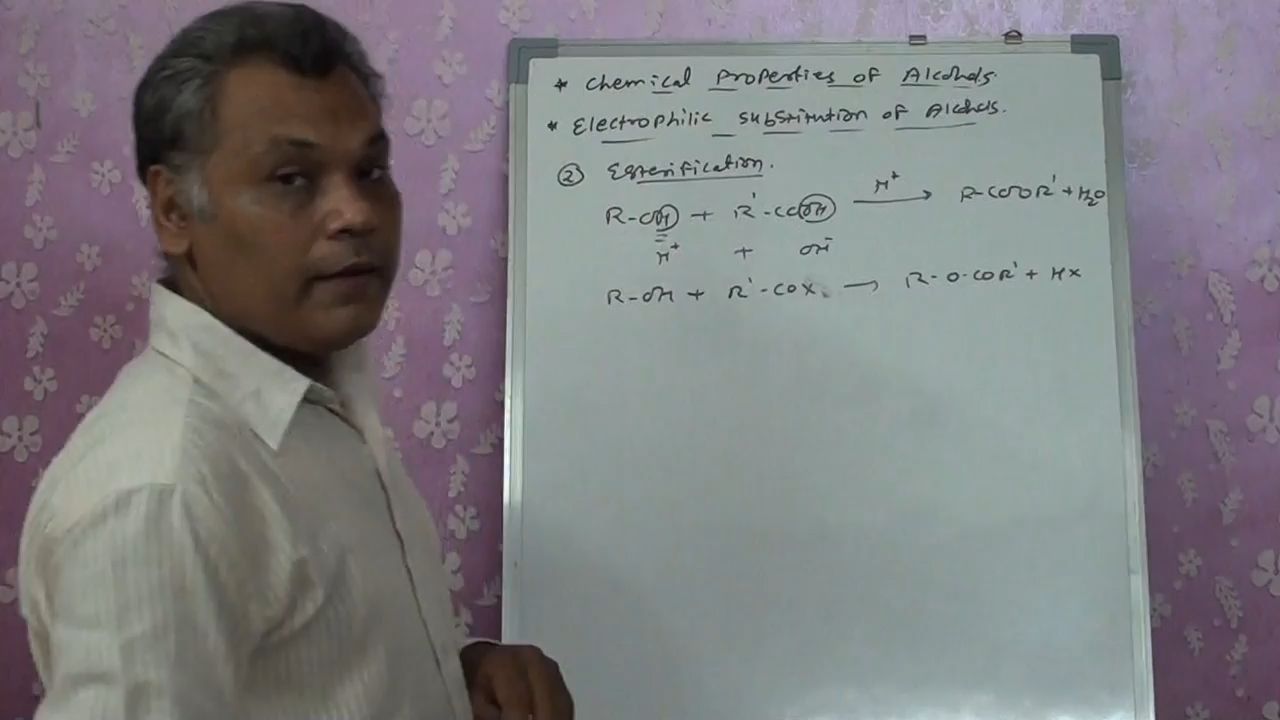 * Chemical Properties of Alcohols.
* Electrophilic substitution of Alcohols.
② Esterification.
R-OH + R'-COOH —H⁺→ R-COOR' + H₂O
H⁺ + OH⁻
R-OH + R'-COX. → R-O-COR' + HX